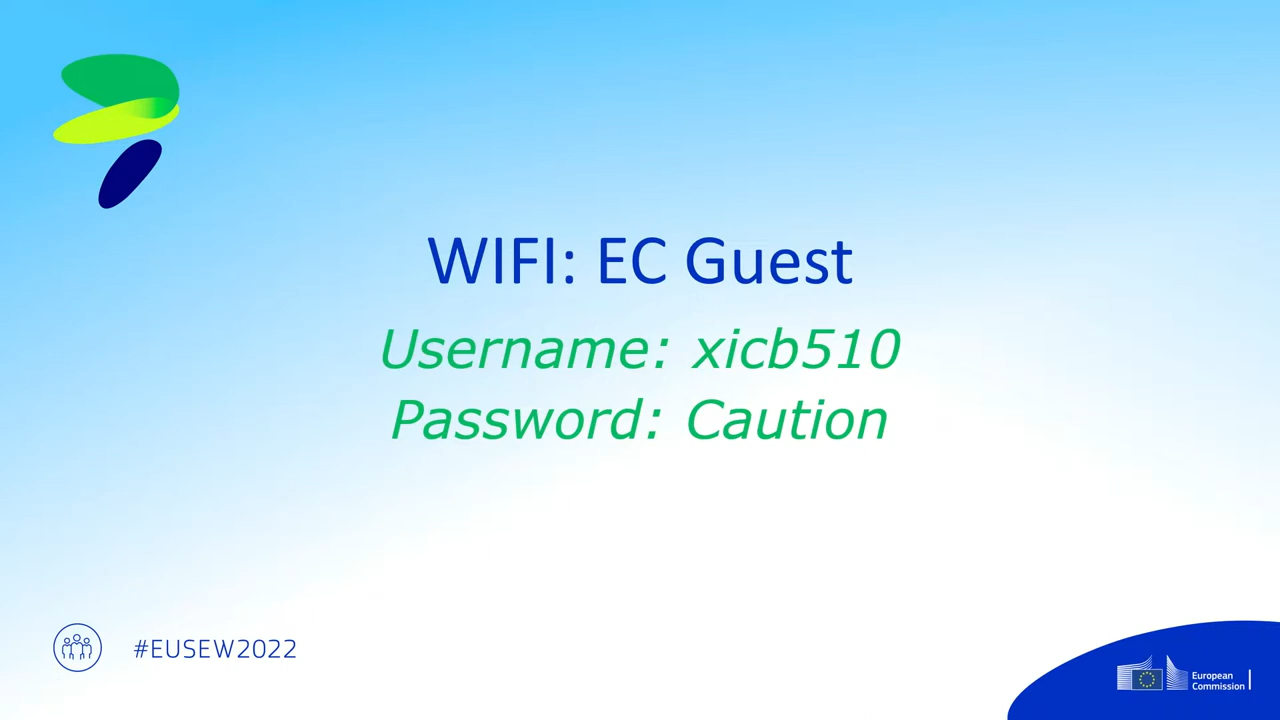 WIFI: EC Guest
Username: xicb510
Password: Caution
#EUSEW2022
European
Commission